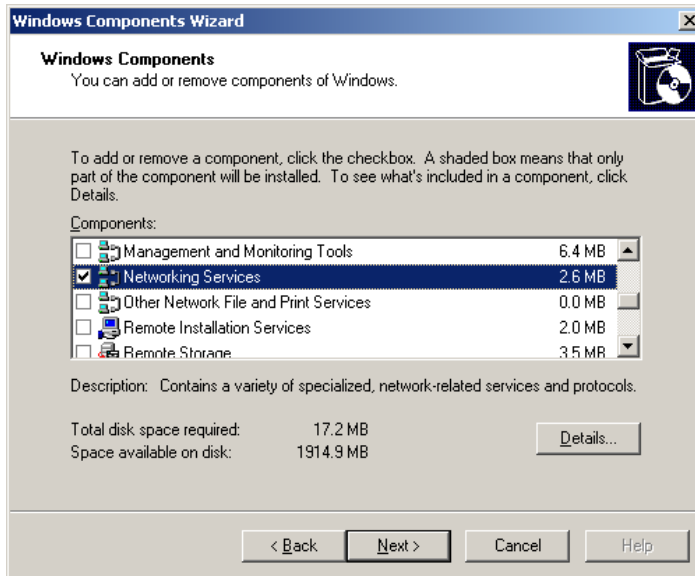 Windows Components Wizard
Windows Components
You can add or remove components of Windows.
To add or remove a component, click the checkbox. A shaded box means that only
part of the component will be installed. To see what's included in a component, click
Details.
Components:
Management and Monitoring Tools 6.4 MB
Networking Services 2.6 MB
Other Network File and Print Services 0.0 MB
Remote Installation Services 2.0 MB
Remote Storage 3.5 MB
Description: Contains a variety of specialized, network-related services and protocols.
Total disk space required: 17.2 MB
Space available on disk: 1914.9 MB
Details...
< Back Next > Cancel Help